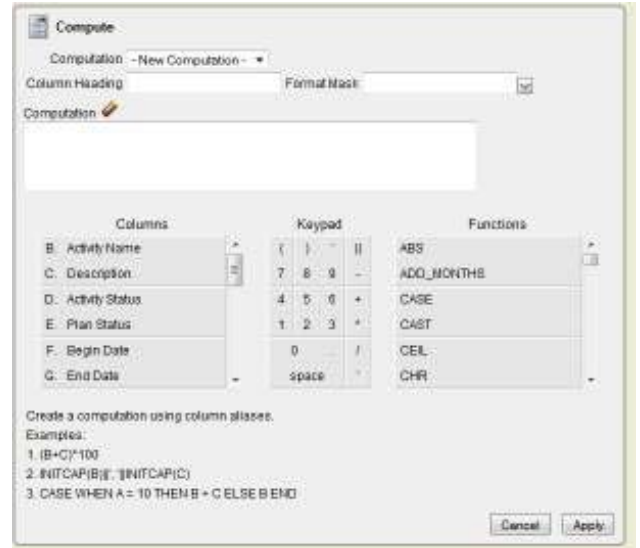 Compute
Computation - New Computation -
Column Heading Format Mask
Computation
Columns Keypad Functions
B. Activity Name ( ) , || ABS
C. Description 7 8 9 - ADD_MONTHS
D. Activity Status 4 5 6 + CASE
E. Plan Status 1 2 3 * CAST
F. Begin Date 0 . / CEIL
G. End Date space ' CHR
Create a computation using column aliases.
Examples:
1. (B+C)*100
2. INITCAP(B)||', '||INITCAP(C)
3. CASE WHEN A = 10 THEN B + C ELSE B END
Cancel Apply